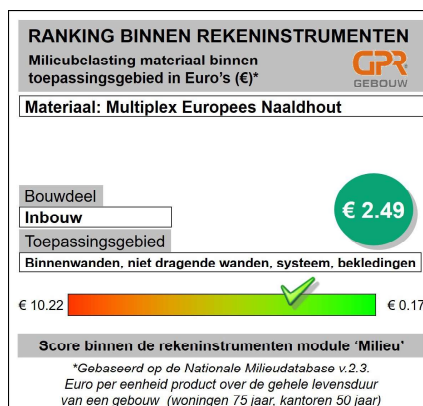 RANKING BINNEN REKENINSTRUMENTEN
Milieubelasting materiaal binnen
toepassingsgebied in Euro's (€)*
GPR
GEBOUW
Materiaal: Multiplex Europees Naaldhout
Bouwdeel
Inbouw
€ 2.49
Toepassingsgebied
Binnenwanden, niet dragende wanden, systeem, bekledingen
€ 10.22
€ 0.17
Score binnen de rekeninstrumenten module ‘Milieu’
*Gebaseerd op de Nationale Milieudatabase v.2.3.
Euro per eenheid product over de gehele levensduur
van een gebouw (woningen 75 jaar, kantoren 50 jaar)